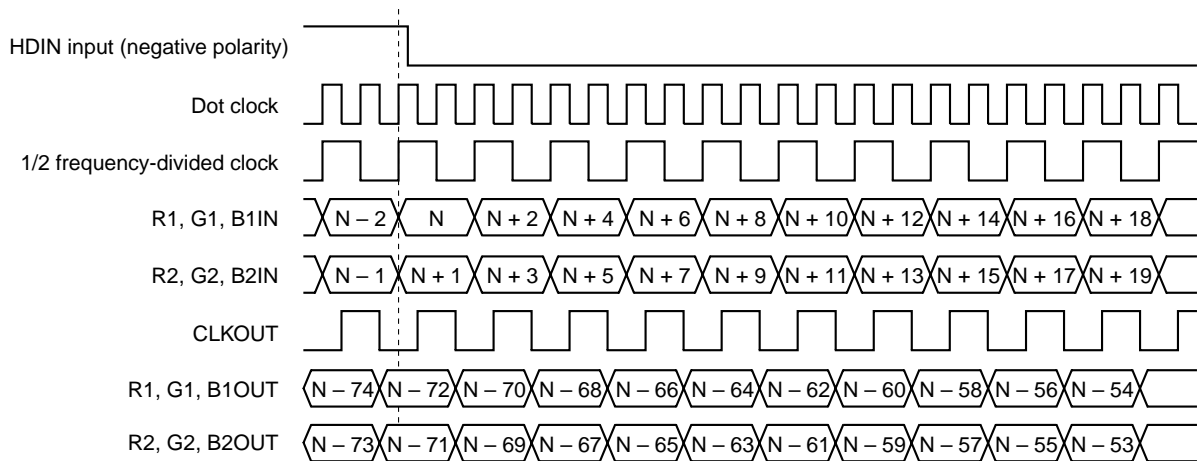 HDIN input (negative polarity)
Dot clock
1/2 frequency-divided clock
R1, G1, B1IN N – 2 N N + 2 N + 4 N + 6 N + 8 N + 10 N + 12 N + 14 N + 16 N + 18
R2, G2, B2IN N – 1 N + 1 N + 3 N + 5 N + 7 N + 9 N + 11 N + 13 N + 15 N + 17 N + 19
CLKOUT
R1, G1, B1OUT N – 74 N – 72 N – 70 N – 68 N – 66 N – 64 N – 62 N – 60 N – 58 N – 56 N – 54
R2, G2, B2OUT N – 73 N – 71 N – 69 N – 67 N – 65 N – 63 N – 61 N – 59 N – 57 N – 55 N – 53